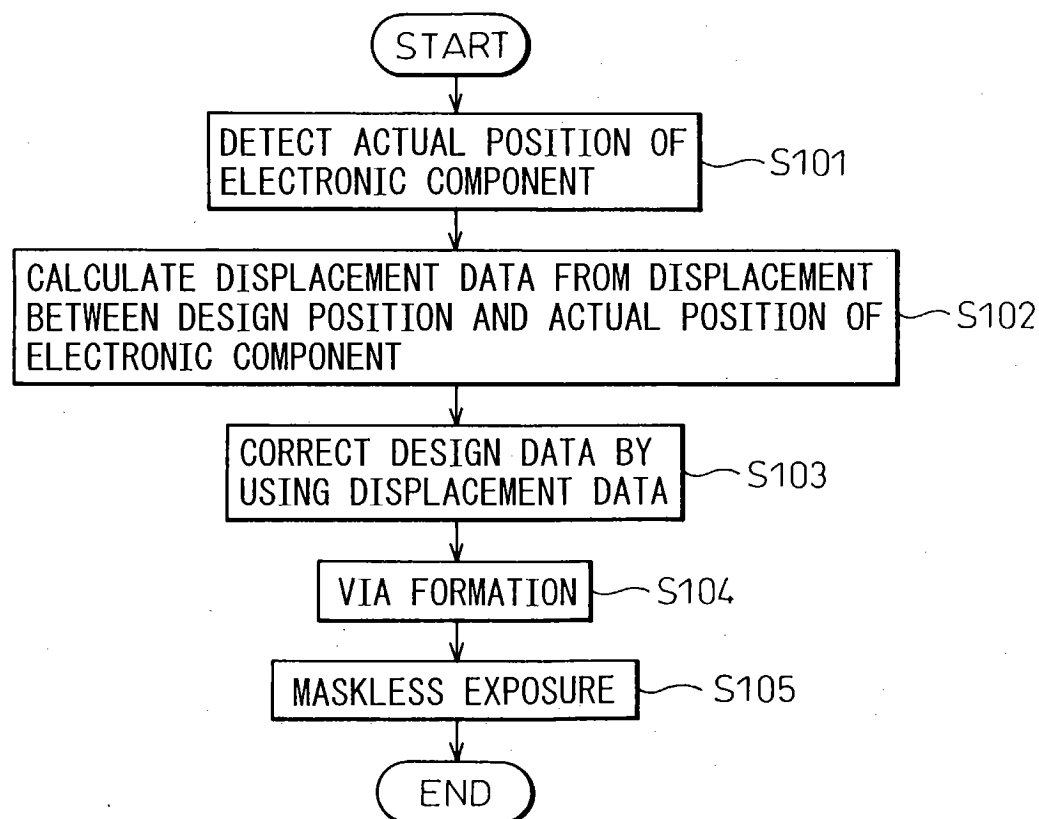 START
DETECT ACTUAL POSITION OF
ELECTRONIC COMPONENT
S101
CALCULATE DISPLACEMENT DATA FROM DISPLACEMENT
BETWEEN DESIGN POSITION AND ACTUAL POSITION OF
ELECTRONIC COMPONENT
S102
CORRECT DESIGN DATA BY
USING DISPLACEMENT DATA
S103
VIA FORMATION
S104
MASKLESS EXPOSURE
S105
END